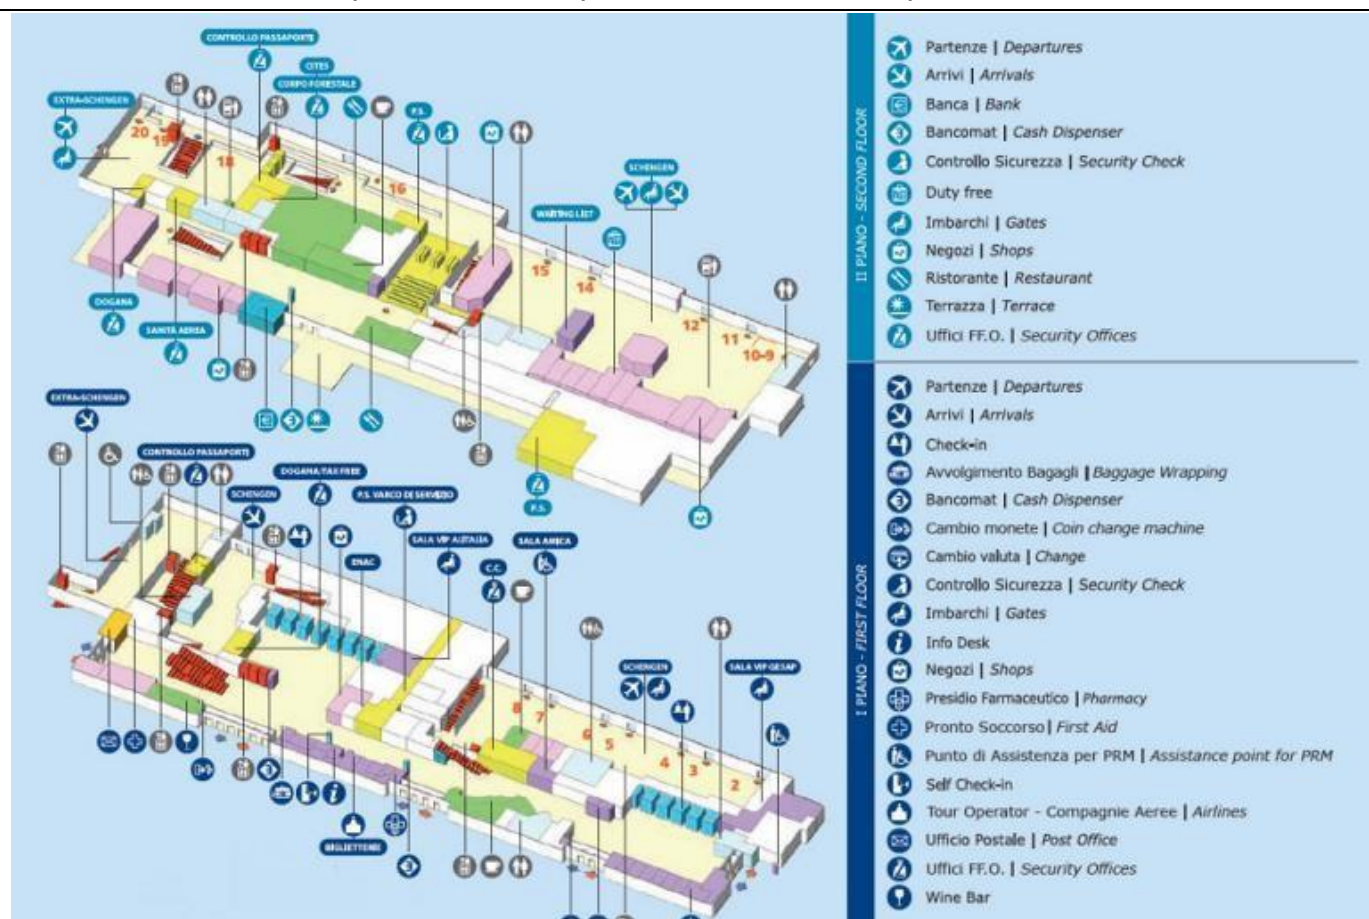 CONTROLLO PASSAPORTI
CITES
CORPO FORESTALE
EXTRA-SCHENGEN
P.S.
SCHENGEN
WAITING LIST
20
19
18
16
15
14
12
11
10-9
DOGANA
SANITÀ AEREA
P.S.
EXTRA-SCHENGEN
CONTROLLO PASSAPORTI
SCHENGEN
DOGANA/TAX FREE
P.S. VARCO DI SERVIZIO
ENAC
SALA VIP ALITALIA
C.C.
SALA AMICA
SCHENGEN
SALA VIP GESAP
8
7
6
5
4
3
2
BIGLIETTERIE
II PIANO - SECOND FLOOR
Partenze | Departures
Arrivi | Arrivals
Banca | Bank
Bancomat | Cash Dispenser
Controllo Sicurezza | Security Check
Duty free
Imbarchi | Gates
Negozi | Shops
Ristorante | Restaurant
Terrazza | Terrace
Uffici FF.O. | Security Offices
I PIANO - FIRST FLOOR
Partenze | Departures
Arrivi | Arrivals
Check-in
Avvolgimento Bagagli | Baggage Wrapping
Bancomat | Cash Dispenser
Cambio monete | Coin change machine
Cambio valuta | Change
Controllo Sicurezza | Security Check
Imbarchi | Gates
Info Desk
Negozi | Shops
Presidio Farmaceutico | Pharmacy
Pronto Soccorso | First Aid
Punto di Assistenza per PRM | Assistance point for PRM
Self Check-in
Tour Operator - Compagnie Aeree | Airlines
Ufficio Postale | Post Office
Uffici FF.O. | Security Offices
Wine Bar